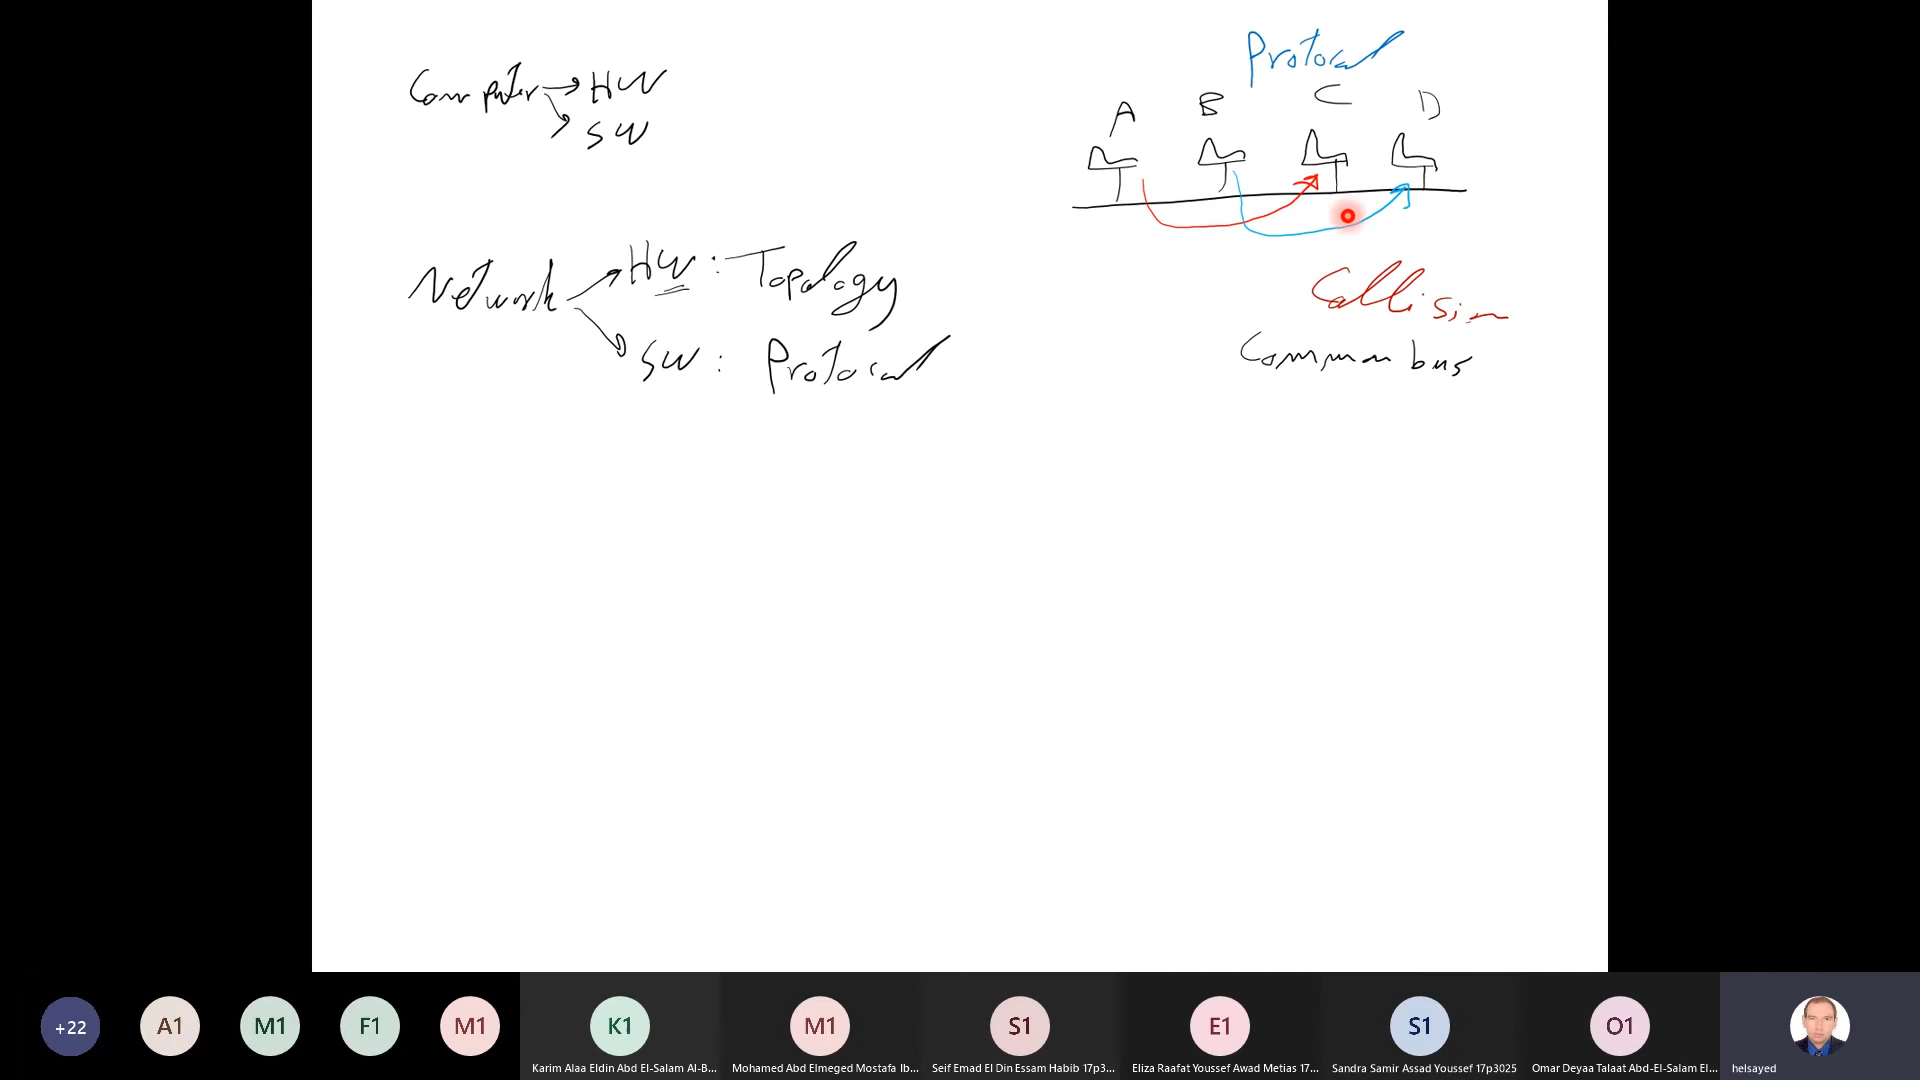 Computer → HW
SW
Network → HW : Topology
SW : Protocol
Protocol
A B C D
Collision
Common bus
+22
A1
M1
F1
M1
K1
M1
S1
E1
S1
O1
Karim Alaa Eldin Abd El-Salam Al-B...
Mohamed Abd Elmeged Mostafa Ib...
Seif Emad El Din Essam Habib 17p3...
Eliza Raafat Youssef Awad Metias 17...
Sandra Samir Assad Youssef 17p3025
Omar Deyaa Talaat Abd-El-Salam El...
helsayed